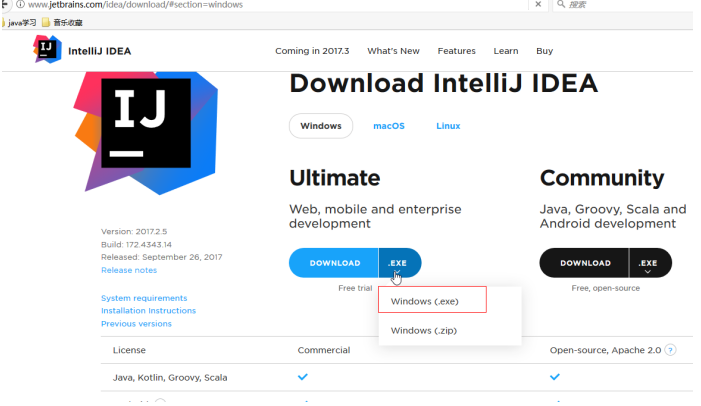 www.jetbrains.com/idea/download/#section=windows
搜索
java学习 音乐收藏
IJ IntelliJ IDEA Coming in 2017.3 What's New Features Learn Buy
Download IntelliJ IDEA
IJ
Windows macOS Linux
Ultimate
Community
Web, mobile and enterprise
development
Java, Groovy, Scala and
Android development
Version: 2017.2.5
Build: 172.4343.14
Released: September 26, 2017
Release notes
DOWNLOAD .EXE
DOWNLOAD .EXE
Free trial
Free, open-source
System requirements
Installation Instructions
Previous versions
Windows (.exe)
Windows (.zip)
License Commercial Open-source, Apache 2.0 ?
Java, Kotlin, Groovy, Scala